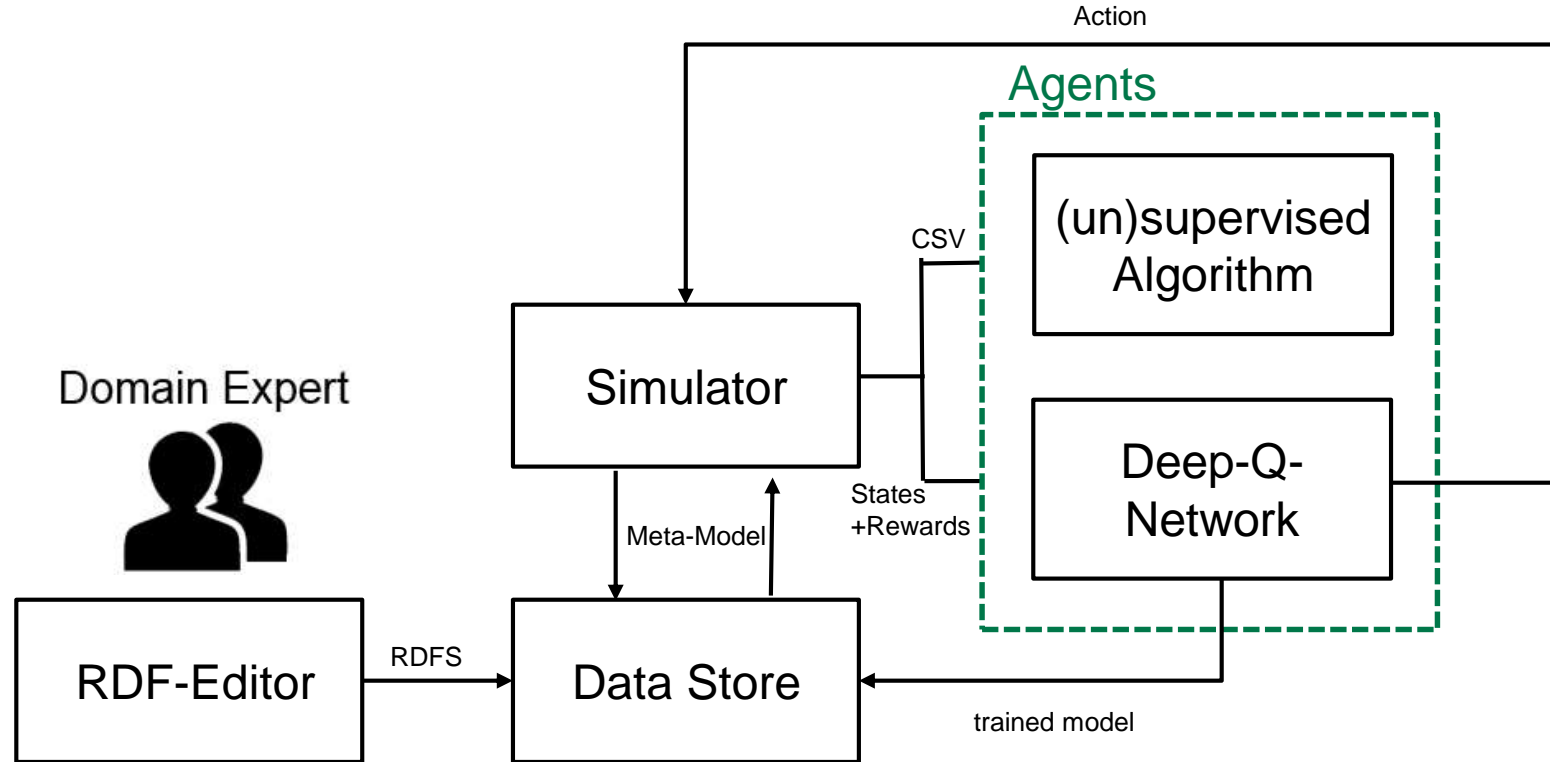 Action
Agents
(un)supervised
Algorithm
CSV
Simulator
Domain Expert
Deep-Q-
Network
States
+Rewards
Meta-Model
RDFS
RDF-Editor
Data Store
trained model